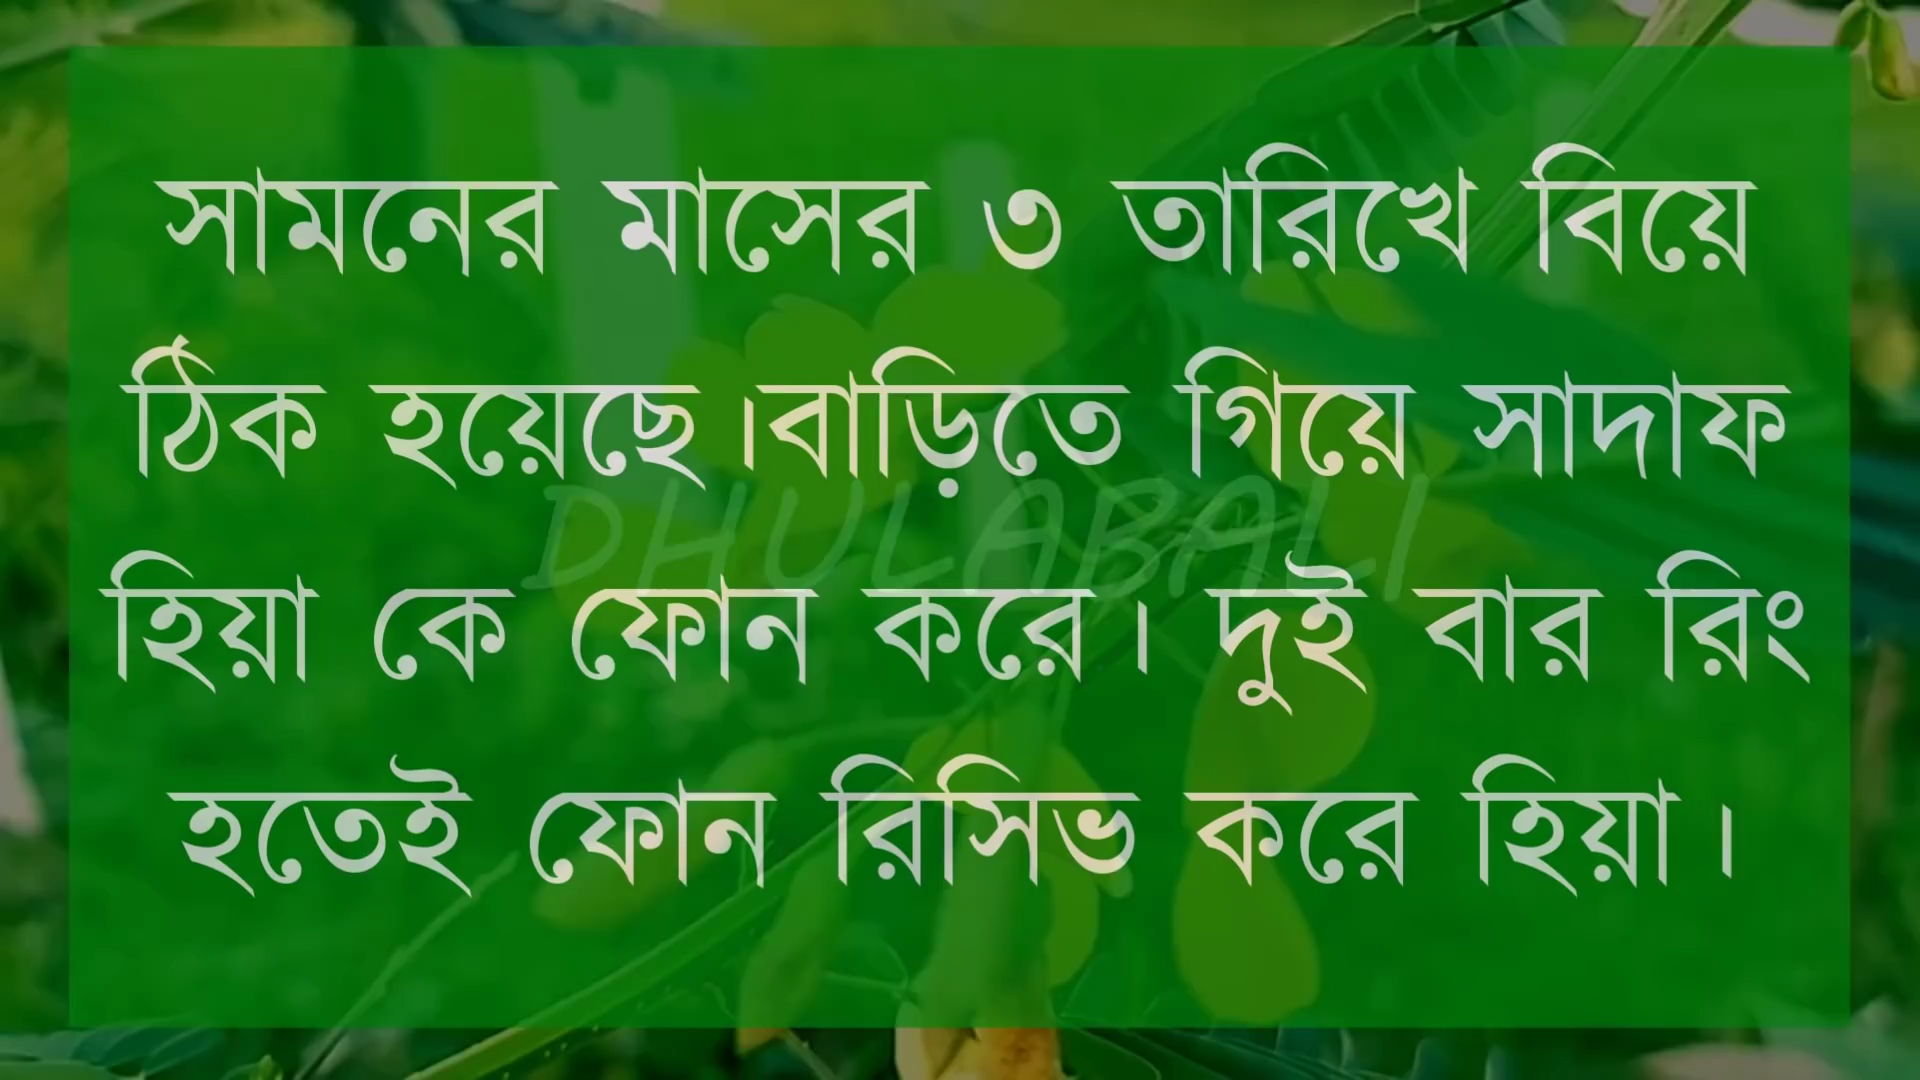 সামনের মাসের ৩ তারিখে বিয়ে
ঠিক হয়েছে।বাড়িতে গিয়ে সাদাফ
DHULABALI
হিয়া কে ফোন করে। দুই বার রিং
হতেই ফোন রিসিভ করে হিয়া।